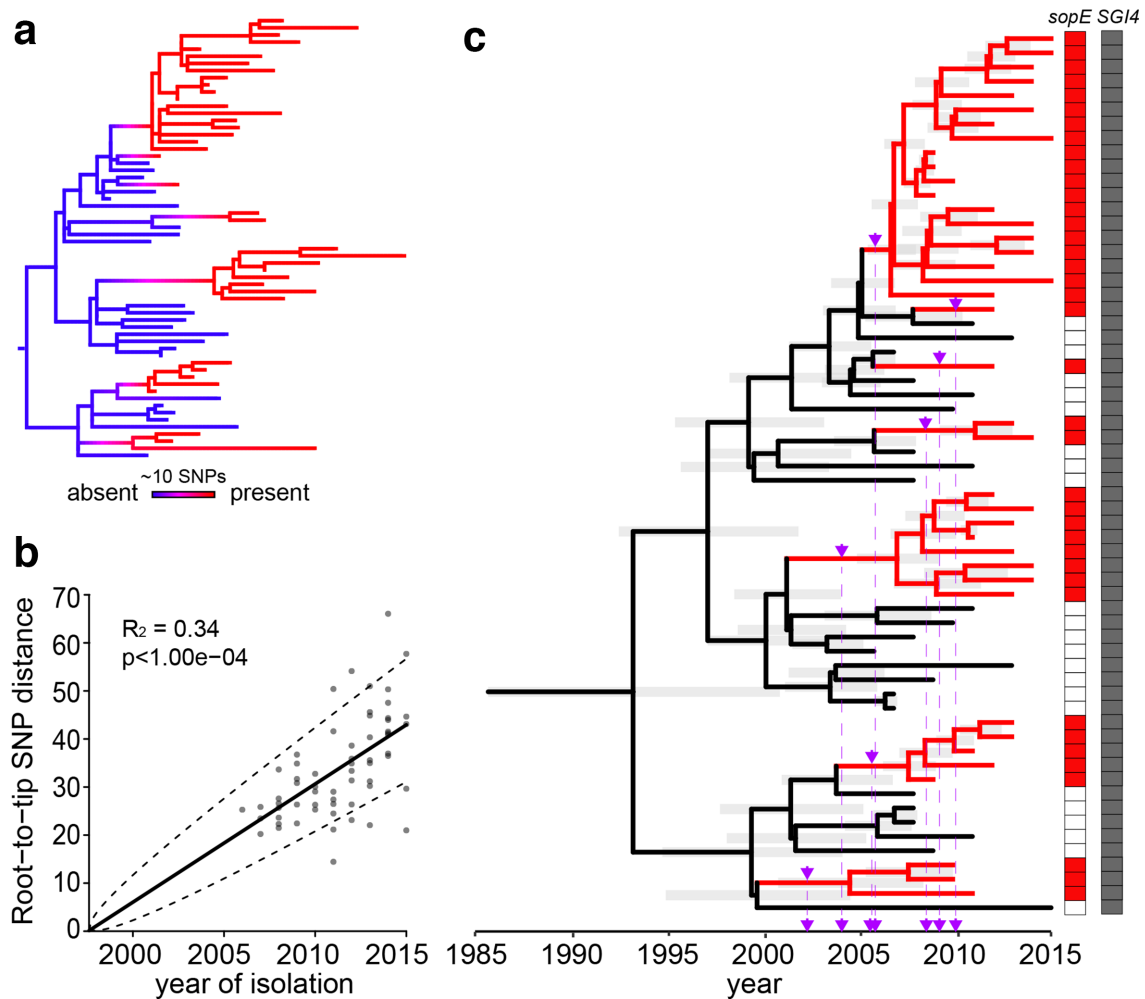 a
~10 SNPs
absent present
b
Root−to−tip SNP distance
70
60
50
40
30
20
10
0
R2 = 0.34
p<1.00e−04
2000 2005 2010 2015
year of isolation
c
sopE SGI4
1985 1990 1995 2000 2005 2010 2015
year